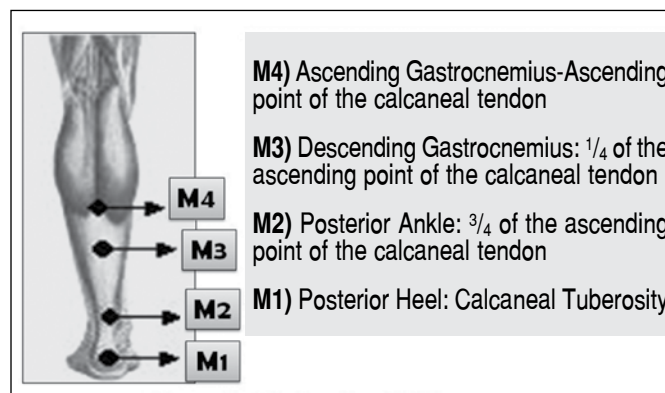 M4) Ascending Gastrocnemius-Ascending
point of the calcaneal tendon
M3) Descending Gastrocnemius: 1/4 of the
ascending point of the calcaneal tendon
M2) Posterior Ankle: 3/4 of the ascending
point of the calcaneal tendon
M1) Posterior Heel: Calcaneal Tuberosity
M4
M3
M2
M1